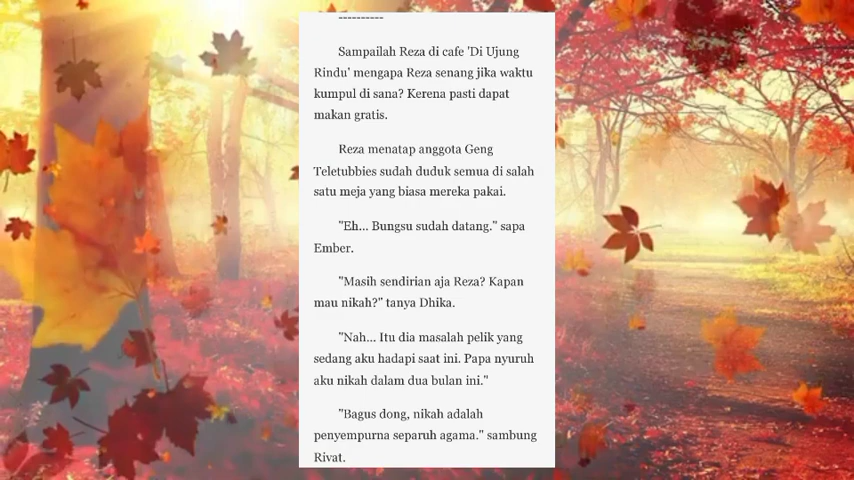 ----------
Sampailah Reza di cafe 'Di Ujung
Rindu' mengapa Reza senang jika waktu
kumpul di sana? Kerena pasti dapat
makan gratis.
Reza menatap anggota Geng
Teletubbies sudah duduk semua di salah
satu meja yang biasa mereka pakai.
"Eh... Bungsu sudah datang." sapa
Ember.
"Masih sendirian aja Reza? Kapan
mau nikah?" tanya Dhika.
"Nah... Itu dia masalah pelik yang
sedang aku hadapi saat ini. Papa nyuruh
aku nikah dalam dua bulan ini."
"Bagus dong, nikah adalah
penyempurna separuh agama." sambung
Rivat.